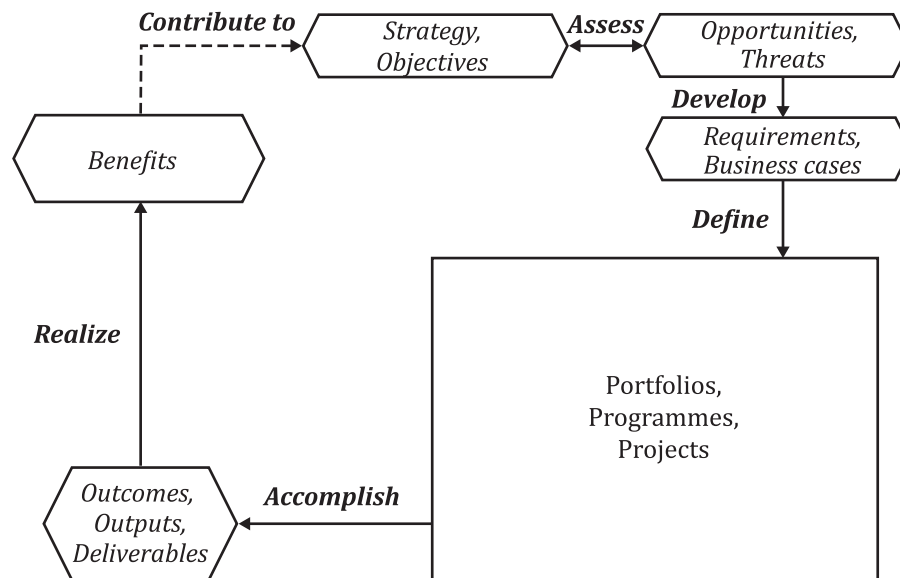 Contribute to
Strategy,
Objectives
Assess
Opportunities,
Threats
Develop
Requirements,
Business cases
Benefits
Define
Realize
Portfolios,
Programmes,
Projects
Accomplish
Outcomes,
Outputs,
Deliverables